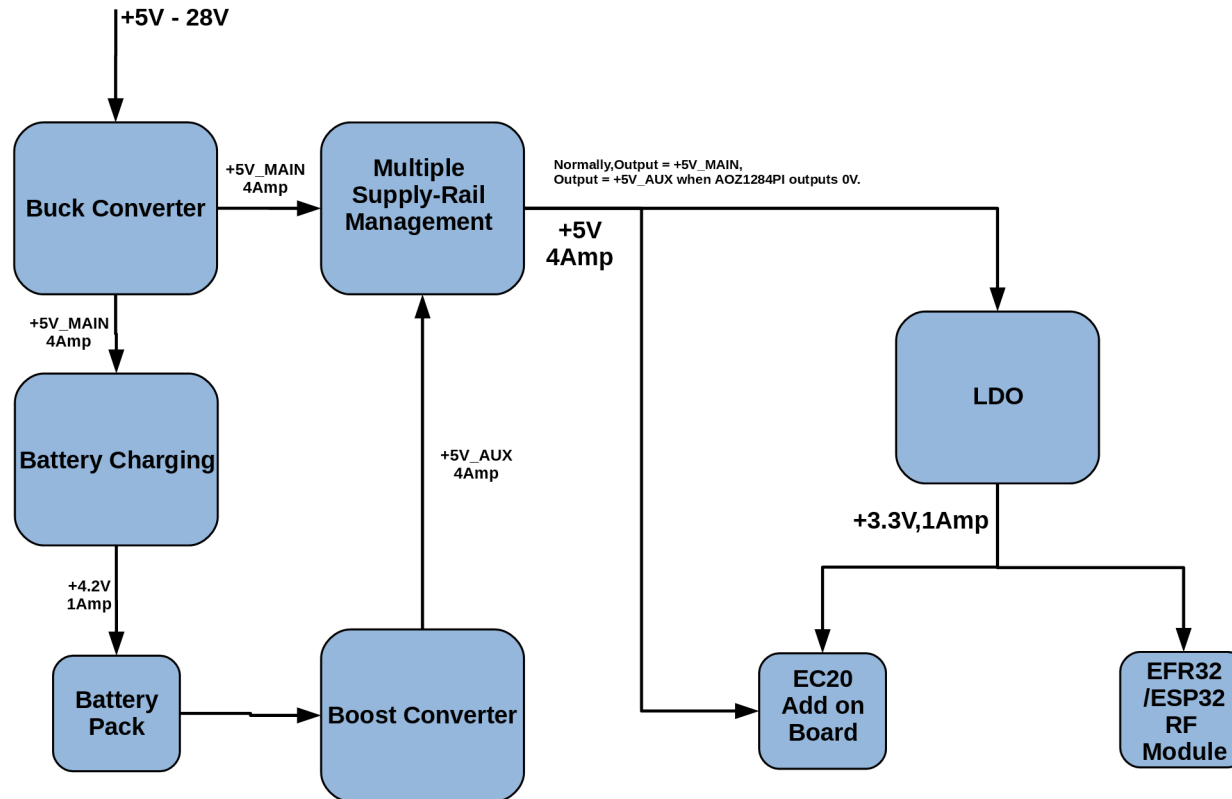 +5V - 28V
Buck Converter
+5V_MAIN
4Amp
Multiple
Supply-Rail
Management
Normally,Output = +5V_MAIN,
Output = +5V_AUX when AOZ1284PI outputs 0V.
+5V
4Amp
+5V_MAIN
4Amp
LDO
Battery Charging
+5V_AUX
4Amp
+3.3V,1Amp
+4.2V
1Amp
Battery
Pack
Boost Converter
EC20
Add on
Board
EFR32
/ESP32
RF
Module